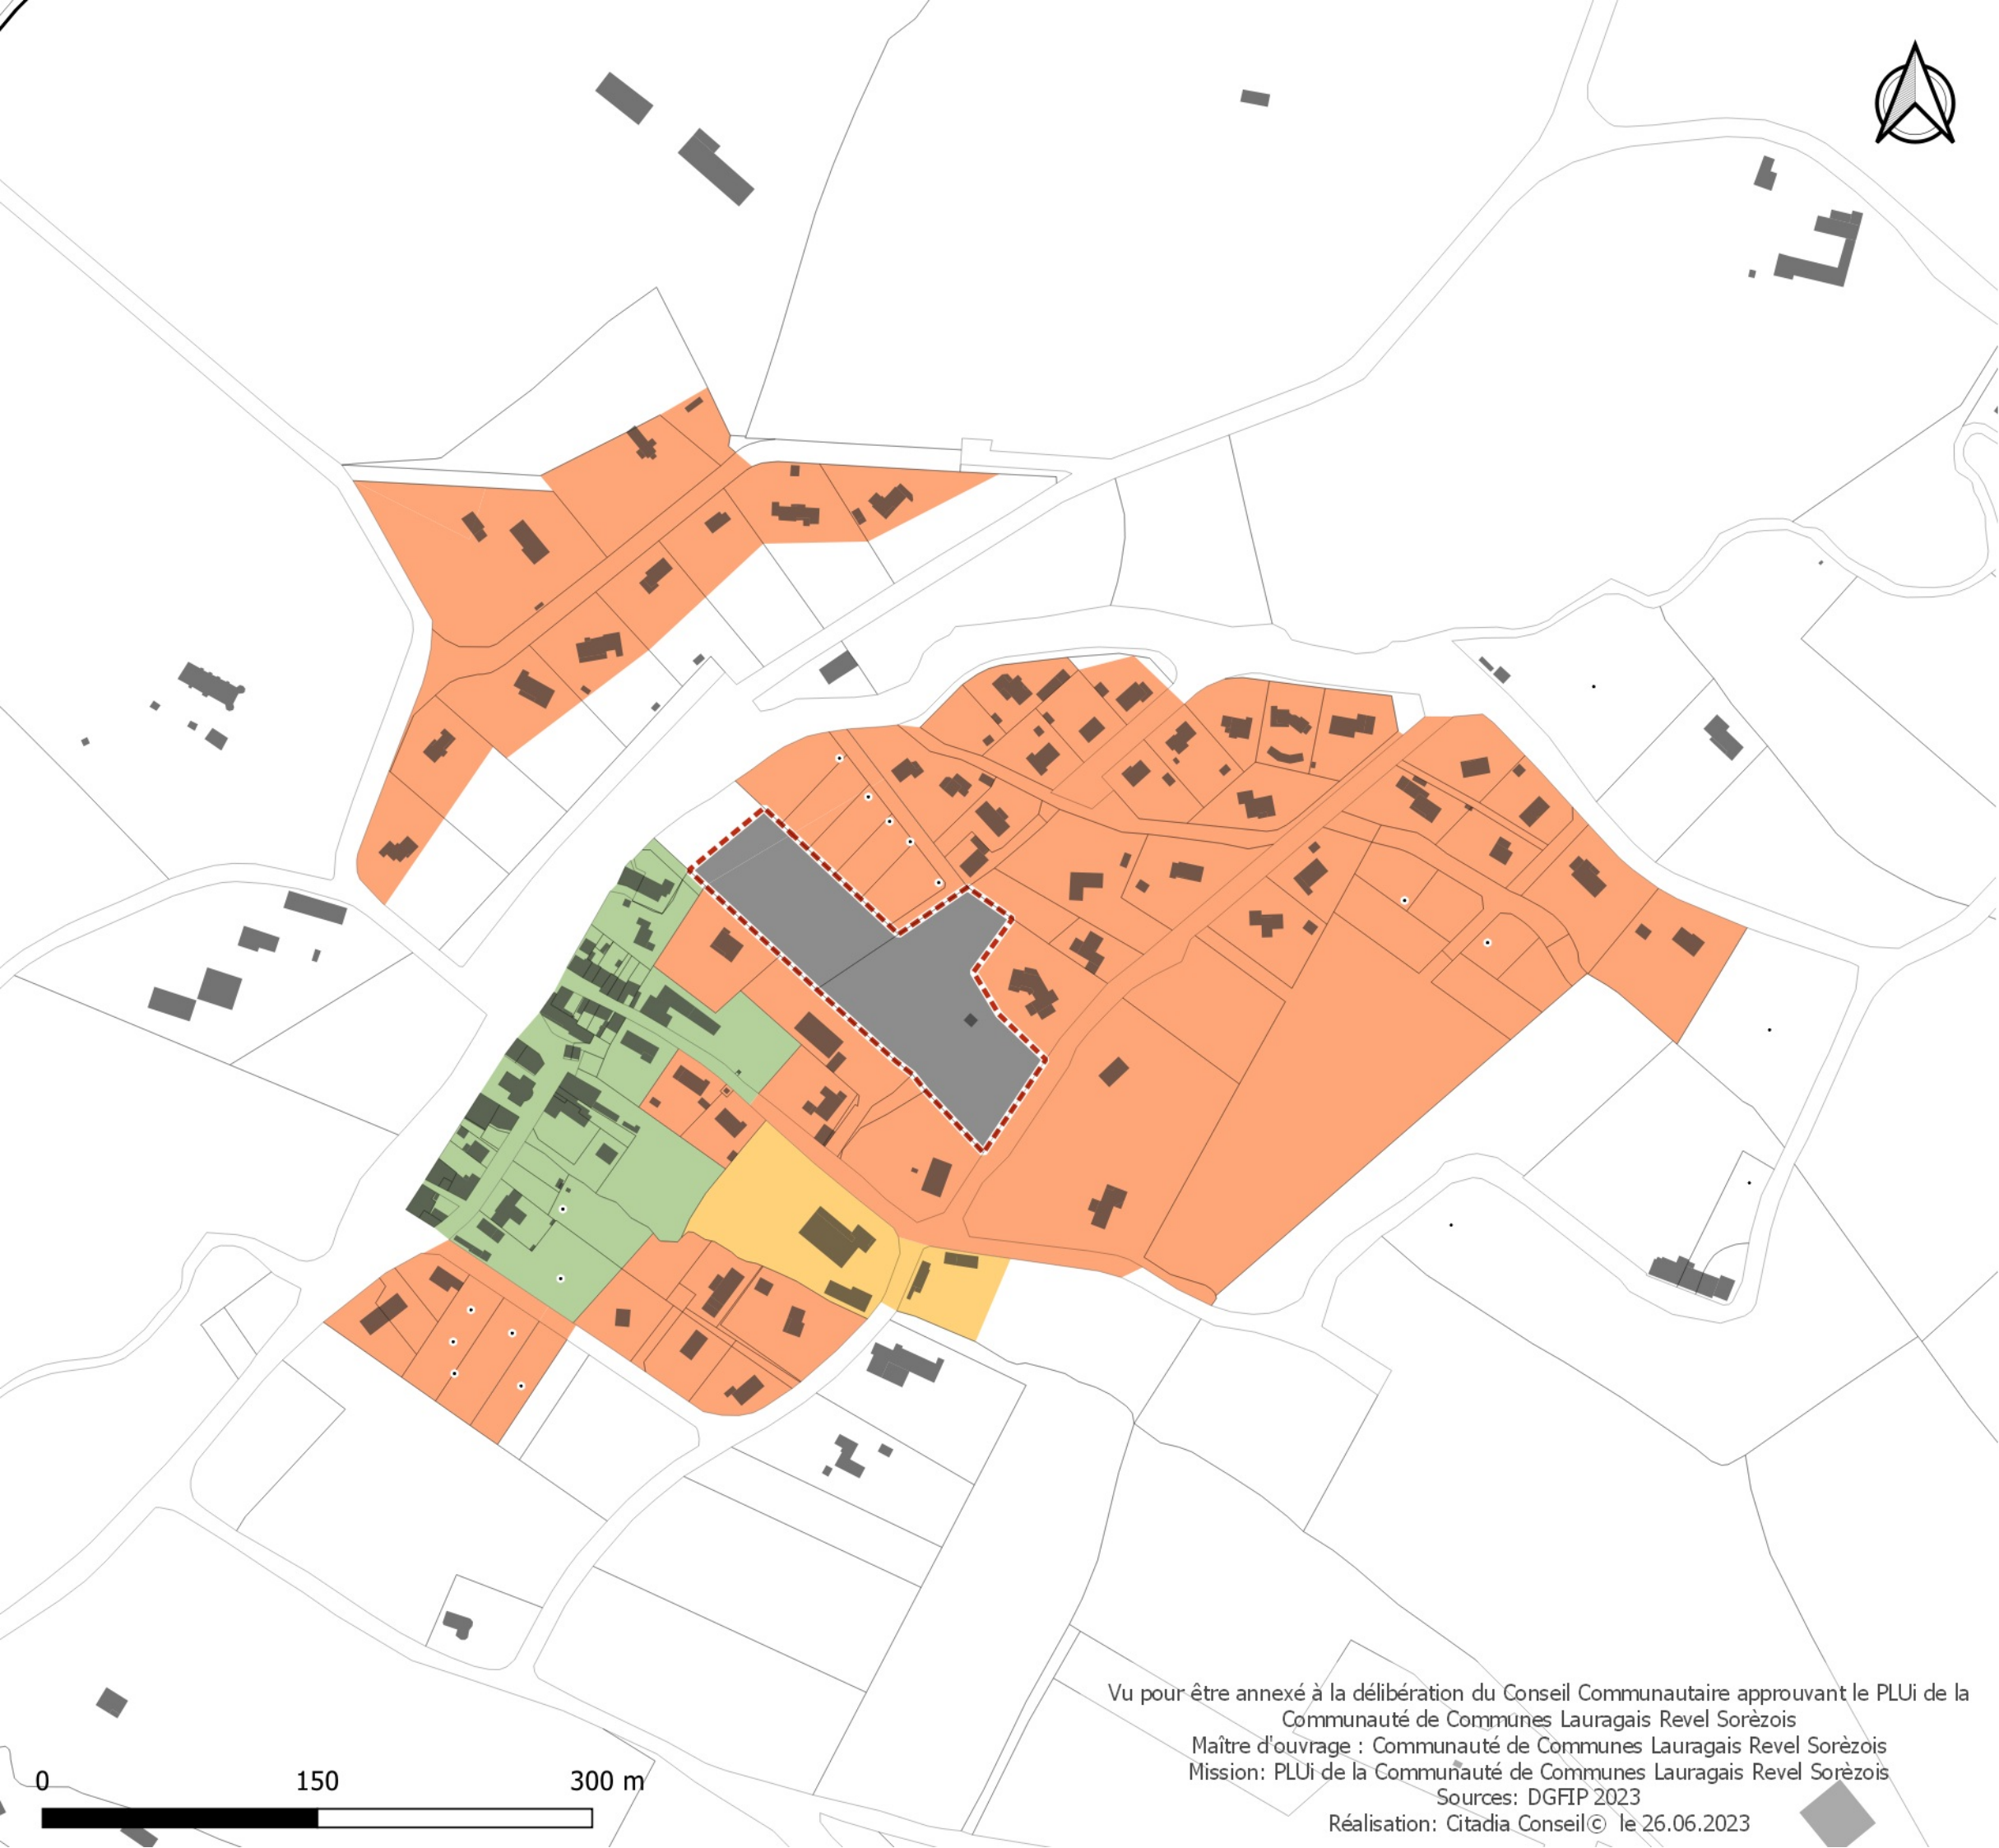 Vu pour être annexé à la délibération du Conseil Communautaire approuvant le PLUi de la
Communauté de Communes Lauragais Revel Sorèzois
Maître d'ouvrage : Communauté de Communes Lauragais Revel Sorèzois
Mission: PLUi de la Communauté de Communes Lauragais Revel Sorèzois
Sources: DGFIP 2023
Réalisation: Citadia Conseil© le 26.06.2023
0 150 300 m